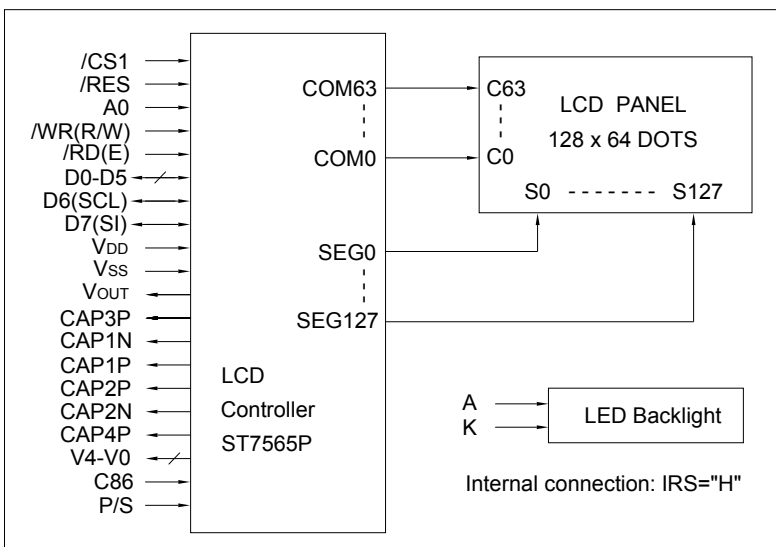 /CS1
/RES
A0
/WR(R/W)
/RD(E)
D0-D5
D6(SCL)
D7(SI)
VDD
VSS
VOUT
CAP3P
CAP1N
CAP1P
CAP2P
CAP2N
CAP4P
V4-V0
C86
P/S
COM63
COM0
SEG0
SEG127
LCD
Controller
ST7565P
C63
C0
LCD PANEL
128 x 64 DOTS
S0 S127
A
K
LED Backlight
Internal connection: IRS="H"